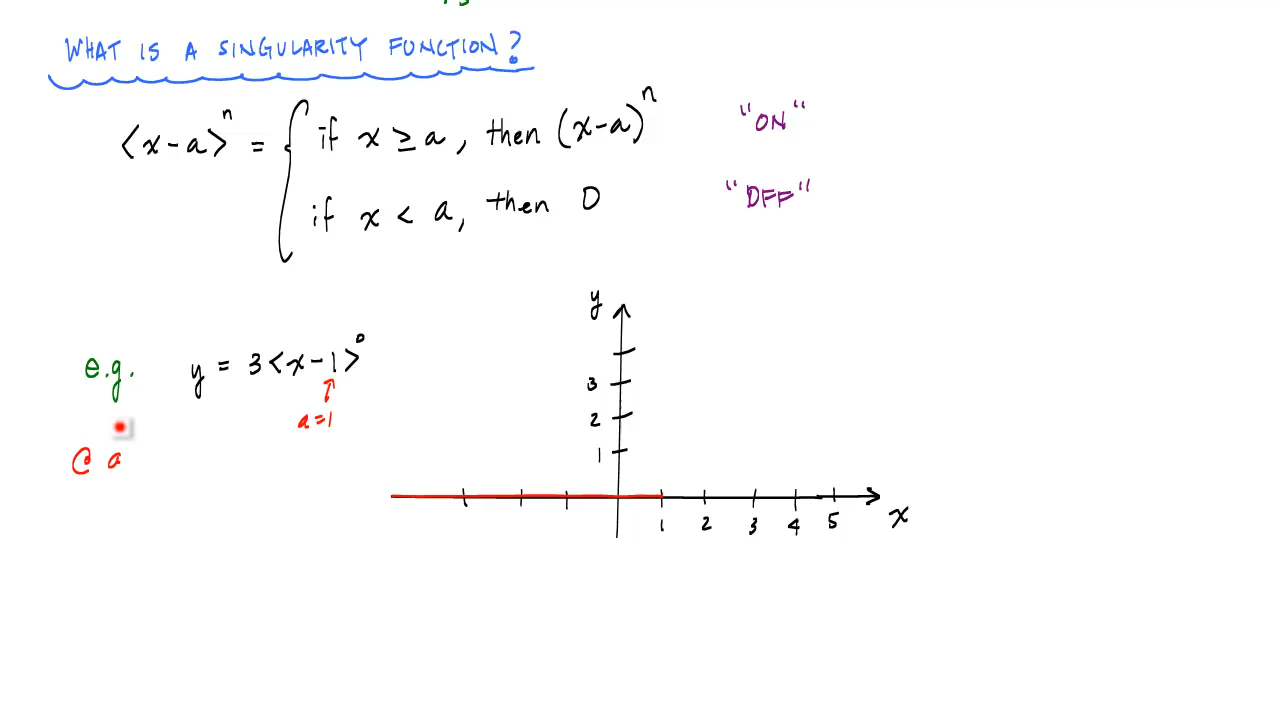 WHAT IS A SINGULARITY FUNCTION?
<x-a>ⁿ = { if x ≥ a, then (x-a)ⁿ "ON"
if x < a, then 0 "OFF"
y
e.g. y = 3<x-1>⁰
3
a=1
2
@ a
1
1 2 3 4 5 x